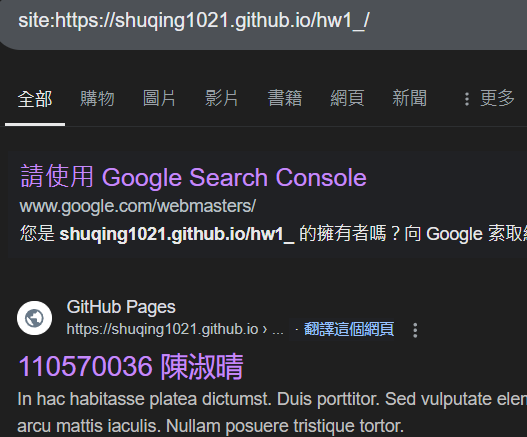 site:https://shuqing1021.github.io/hw1_/
全部 購物 圖片 影片 書籍 網頁 新聞 ⋮ 更多
請使用 Google Search Console
www.google.com/webmasters/
您是 shuqing1021.github.io/hw1_ 的擁有者嗎？向 Google 索取
GitHub Pages
https://shuqing1021.github.io › ... · 翻譯這個網頁
110570036 陳淑晴
In hac habitasse platea dictumst. Duis porttitor. Sed vulputate elem
arcu mattis iaculis. Nullam posuere tristique tortor.